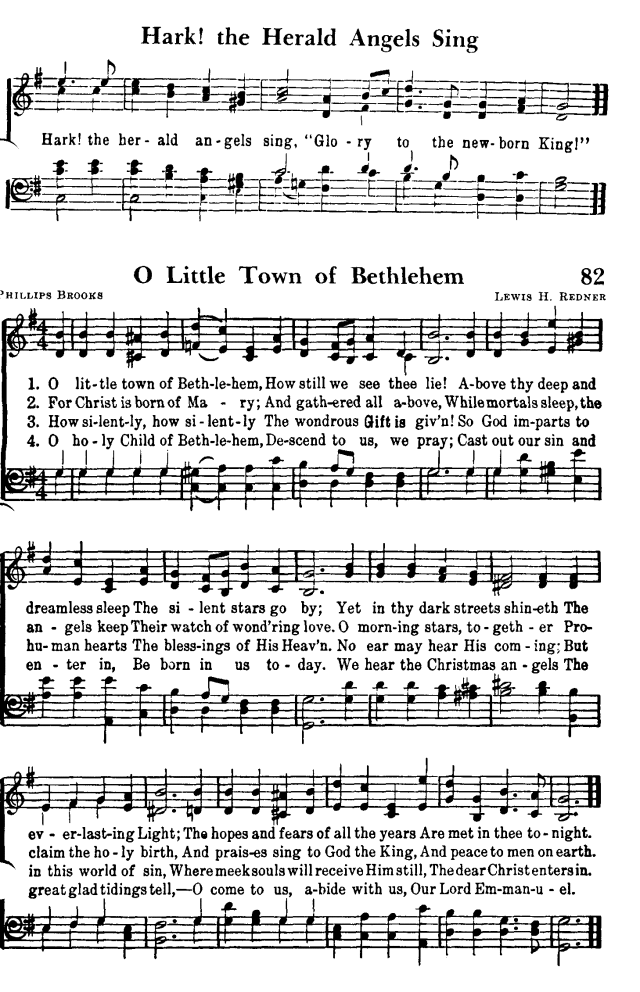 Hark! the Herald Angels Sing
Hark! the her - ald an - gels sing, "Glo - ry to the new-born King!"
O Little Town of Bethlehem 82
PHILLIPS BROOKS LEWIS H. REDNER
4
4
1. O lit-tle town of Beth-le-hem, How still we see thee lie! A-bove thy deep and
2. For Christ is born of Ma - ry; And gath-ered all a-bove, While mortals sleep, the
3. How si-lent-ly, how si-lent-ly The wondrous Gift is giv'n! So God im-parts to
4. O ho-ly Child of Beth-le-hem, De-scend to us, we pray; Cast out our sin and
4
4
dreamless sleep The si - lent stars go by; Yet in thy dark streets shin-eth The
an - gels keep Their watch of wond'ring love. O morn-ing stars, to-geth - er Pro-
hu-man hearts The bless-ings of His Heav'n. No ear may hear His com - ing; But
en - ter in, Be born in us to - day. We hear the Christmas an - gels The
ev - er-last-ing Light; The hopes and fears of all the years Are met in thee to-night.
claim the ho-ly birth, And prais-es sing to God the King, And peace to men on earth.
in this world of sin, Where meek souls will receive Him still, The dear Christ enters in.
great glad tidings tell,—O come to us, a-bide with us, Our Lord Em-man-u - el.